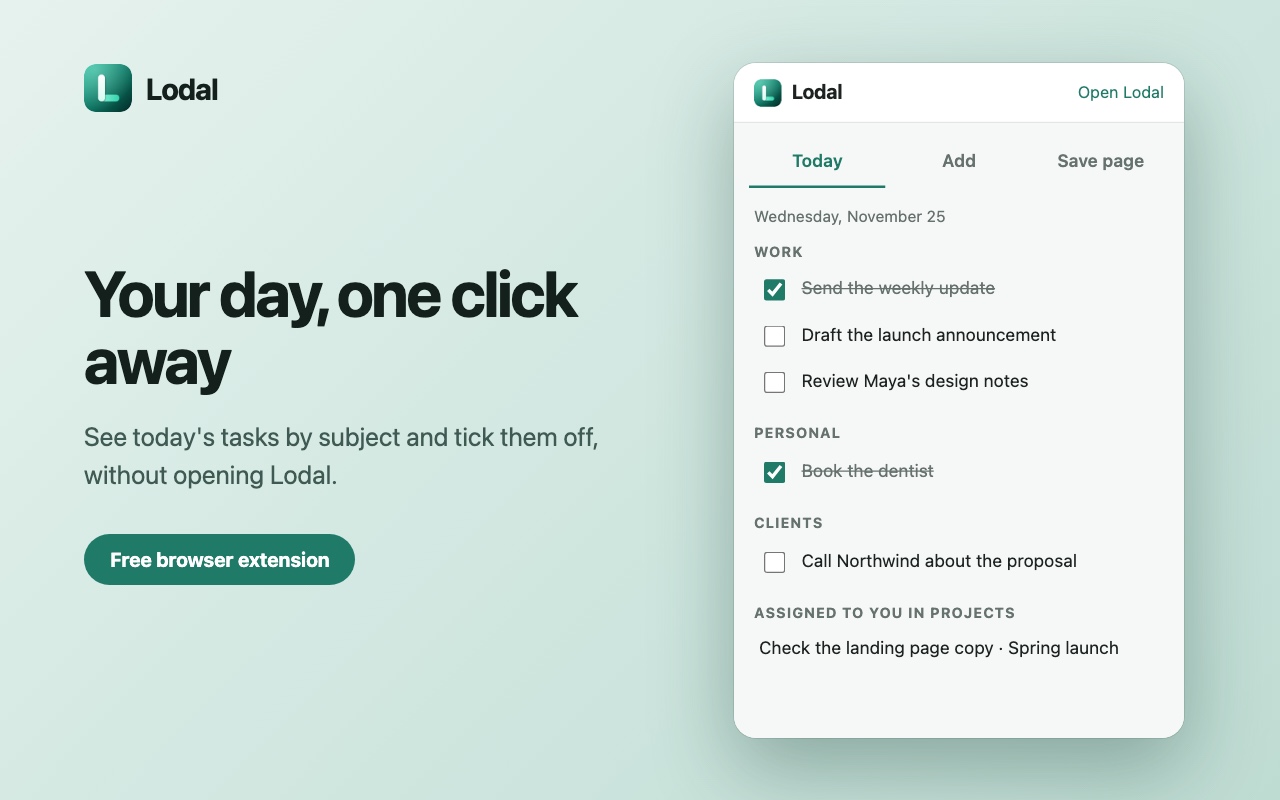 Lodal
Your day, one click
away
See today's tasks by subject and tick them off,
without opening Lodal.
Free browser extension
Lodal
Open Lodal
Today
Add
Save page
Wednesday, November 25
WORK
Send the weekly update
Draft the launch announcement
Review Maya's design notes
PERSONAL
Book the dentist
CLIENTS
Call Northwind about the proposal
ASSIGNED TO YOU IN PROJECTS
Check the landing page copy · Spring launch